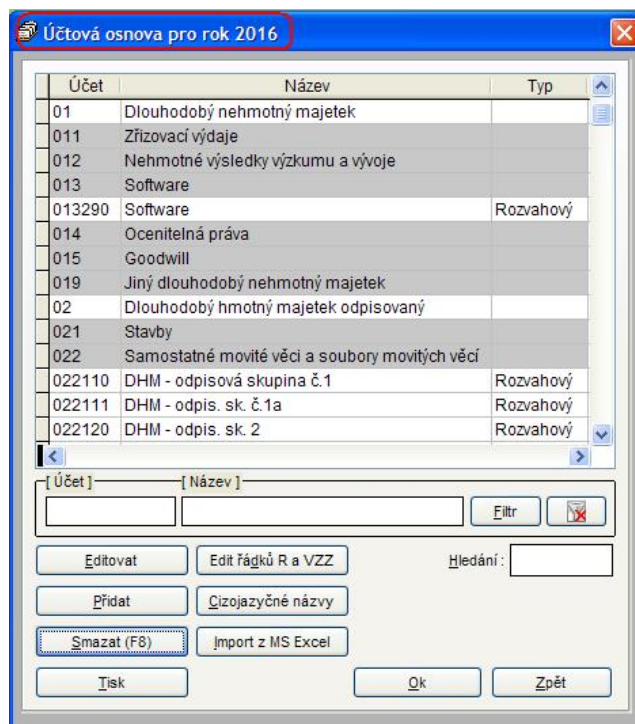 Účtová osnova pro rok 2016
Účet Název Typ
01 Dlouhodobý nehmotný majetek
011 Zřizovací výdaje
012 Nehmotné výsledky výzkumu a vývoje
013 Software
013290 Software Rozvahový
014 Ocenitelná práva
015 Goodwill
019 Jiný dlouhodobý nehmotný majetek
02 Dlouhodobý hmotný majetek odpisovaný
021 Stavby
022 Samostatné movité věci a soubory movitých věcí
022110 DHM - odpisová skupina č.1 Rozvahový
022111 DHM - odpis. sk. č.1a Rozvahový
022120 DHM - odpis. sk. 2 Rozvahový
[ Účet ] [ Název ]
Filtr
Editovat Edit řádků R a VZZ Hledání :
Přidat Cizojazyčné názvy
Smazat (F8) Import z MS Excel
Tisk Ok Zpět